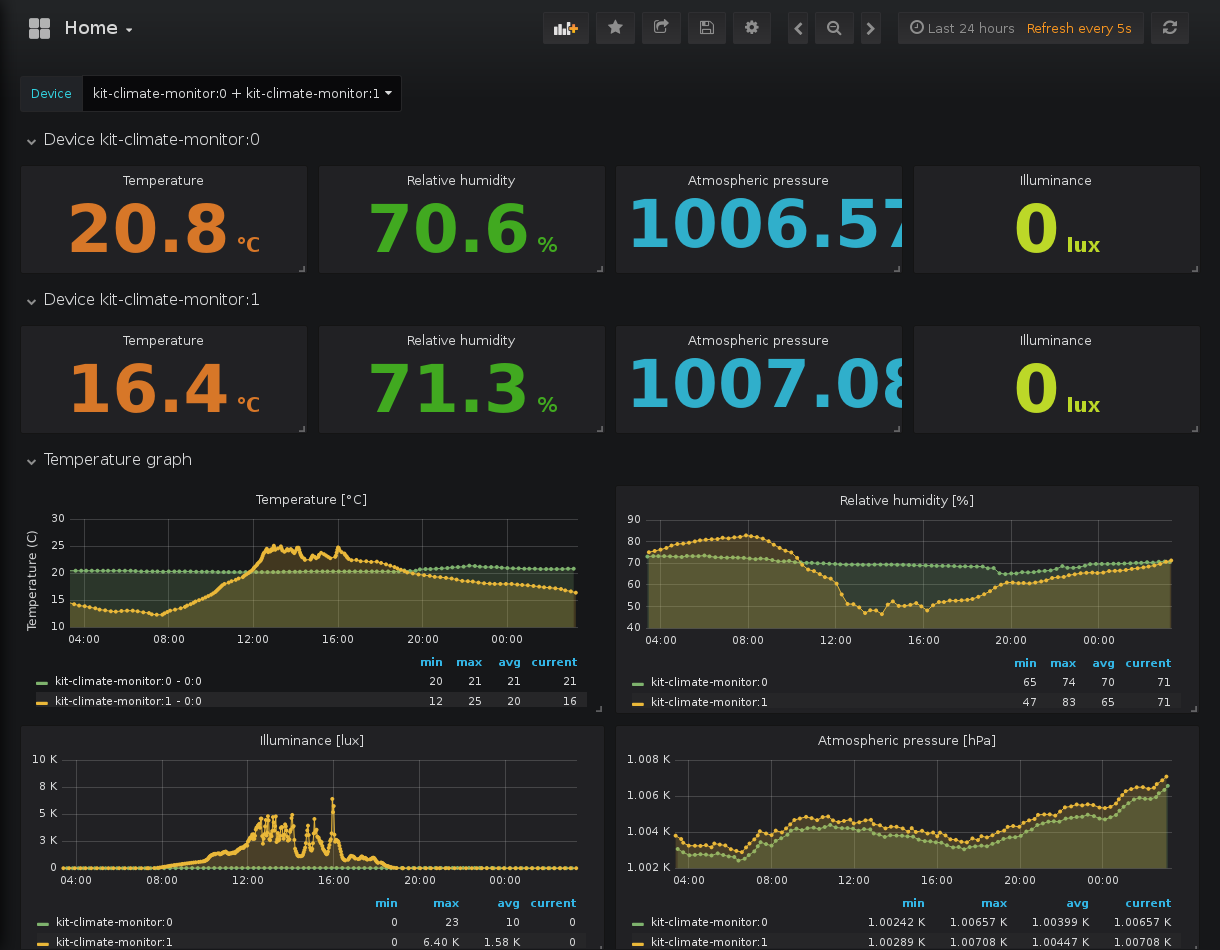 Home
Last 24 hours Refresh every 5s
Device kit-climate-monitor:0 + kit-climate-monitor:1
Device kit-climate-monitor:0
Temperature Relative humidity Atmospheric pressure Illuminance
20.8 °C 70.6 % 1006.57 0 lux
Device kit-climate-monitor:1
Temperature Relative humidity Atmospheric pressure Illuminance
16.4 °C 71.3 % 1007.08 0 lux
Temperature graph
Temperature [°C]
Temperature (C)
30
25
20
15
10
04:00 08:00 12:00 16:00 20:00 00:00
min max avg current
kit-climate-monitor:0 - 0:0 20 21 21 21
kit-climate-monitor:1 - 0:0 12 25 20 16
Relative humidity [%]
90
80
70
60
50
40
04:00 08:00 12:00 16:00 20:00 00:00
min max avg current
kit-climate-monitor:0 65 74 70 71
kit-climate-monitor:1 47 83 65 71
Illuminance [lux]
10 K
8 K
5 K
3 K
0
04:00 08:00 12:00 16:00 20:00 00:00
min max avg current
kit-climate-monitor:0 0 23 10 0
kit-climate-monitor:1 0 6.40 K 1.58 K 0
Atmospheric pressure [hPa]
1.008 K
1.006 K
1.004 K
1.002 K
04:00 08:00 12:00 16:00 20:00 00:00
min max avg current
kit-climate-monitor:0 1.00242 K 1.00657 K 1.00399 K 1.00657 K
kit-climate-monitor:1 1.00289 K 1.00708 K 1.00447 K 1.00708 K